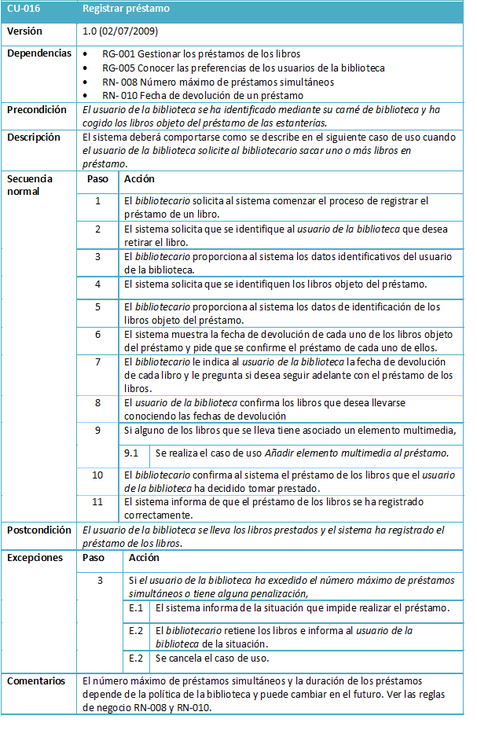 CU-016 Registrar préstamo
Versión 1.0 (02/07/2009)
Dependencias • RG-001 Gestionar los préstamos de los libros
• RG-005 Conocer las preferencias de los usuarios de la biblioteca
• RN- 008 Número máximo de préstamos simultáneos
• RN- 010 Fecha de devolución de un préstamo
Precondición El usuario de la biblioteca se ha identificado mediante su carné de biblioteca y ha
cogido los libros objeto del préstamo de las estanterías.
Descripción El sistema deberá comportarse como se describe en el siguiente caso de uso cuando
el usuario de la biblioteca solicite al bibliotecario sacar uno o más libros en
préstamo.
Secuencia Paso Acción
normal
1 El bibliotecario solicita al sistema comenzar el proceso de registrar el
préstamo de un libro.
2 El sistema solicita que se identifique al usuario de la biblioteca que desea
retirar el libro.
3 El bibliotecario proporciona al sistema los datos identificativos del usuario
de la biblioteca.
4 El sistema solicita que se identifiquen los libros objeto del préstamo.
5 El bibliotecario proporciona al sistema los datos de identificación de los
libros objeto del préstamo.
6 El sistema muestra la fecha de devolución de cada uno de los libros objeto
del préstamo y pide que se confirme el préstamo de cada uno de ellos.
7 El bibliotecario le indica al usuario de la biblioteca la fecha de devolución
de cada libro y le pregunta si desea seguir adelante con el préstamo de los
libros.
8 El usuario de la biblioteca confirma los libros que desea llevarse
conociendo las fechas de devolución
9 Si alguno de los libros que se lleva tiene asociado un elemento multimedia,
9.1 Se realiza el caso de uso Añadir elemento multimedia al préstamo.
10 El bibliotecario confirma al sistema el préstamo de los libros que el usuario
de la biblioteca ha decidido tomar prestado.
11 El sistema informa de que el préstamo de los libros se ha registrado
correctamente.
Postcondición El usuario de la biblioteca se lleva los libros prestados y el sistema ha registrado el
préstamo de los libros.
Excepciones Paso Acción
3 Si el usuario de la biblioteca ha excedido el número máximo de préstamos
simultáneos o tiene alguna penalización,
E.1 El sistema informa de la situación que impide realizar el préstamo.
E.2 El bibliotecario retiene los libros e informa al usuario de la
biblioteca de la situación.
E.2 Se cancela el caso de uso.
Comentarios El número máximo de préstamos simultáneos y la duración de los préstamos
depende de la política de la biblioteca y puede cambiar en el futuro. Ver las reglas
de negocio RN-008 y RN-010.